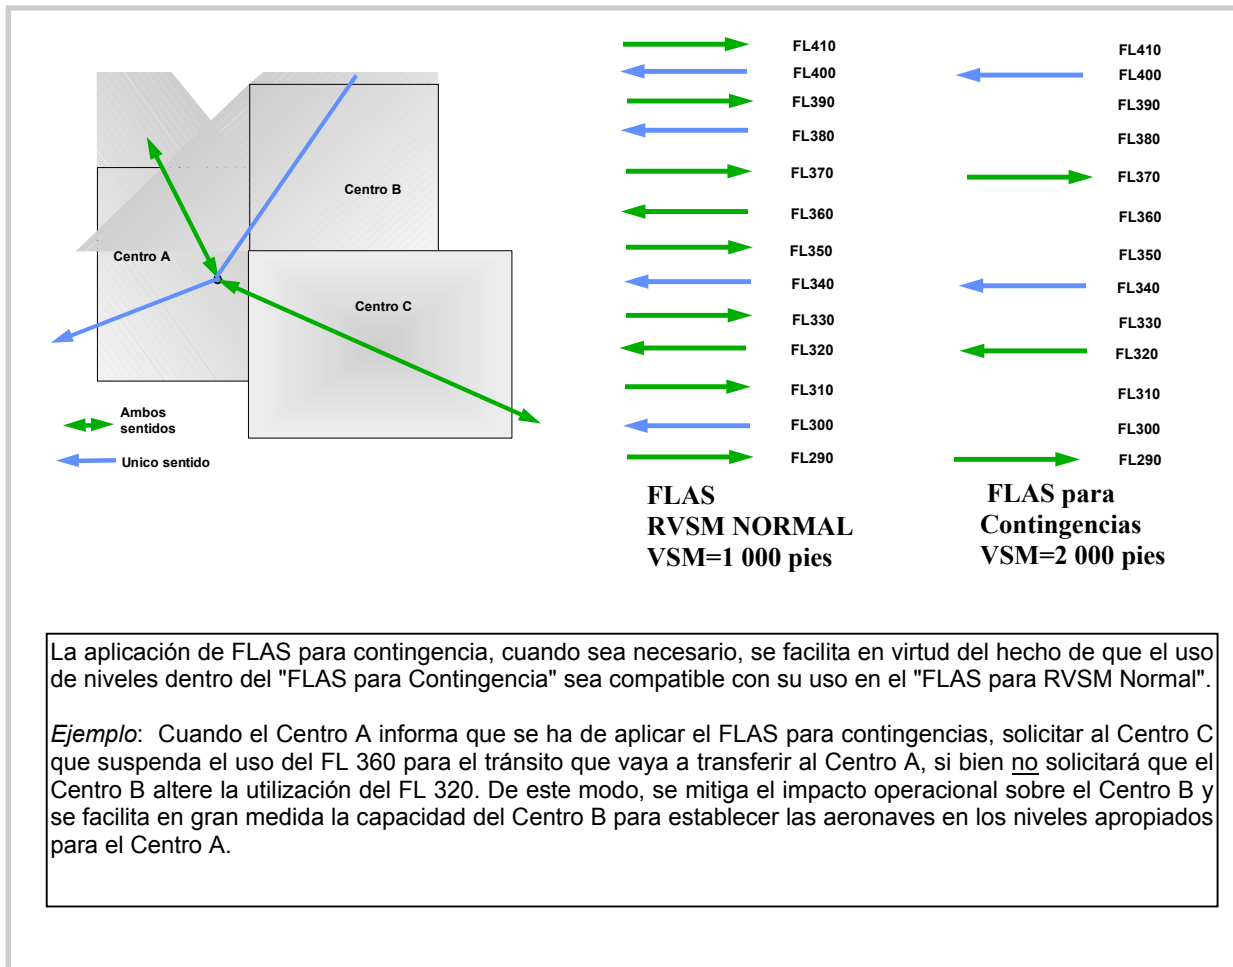 Centro A
Centro B
Centro C
Ambos
sentidos
Unico sentido
FL410
FL400
FL390
FL380
FL370
FL360
FL350
FL340
FL330
FL320
FL310
FL300
FL290
FLAS
RVSM NORMAL
VSM=1 000 pies
FL410
FL400
FL390
FL380
FL370
FL360
FL350
FL340
FL330
FL320
FL310
FL300
FL290
FLAS para
Contingencias
VSM=2 000 pies
La aplicación de FLAS para contingencia, cuando sea necesario, se facilita en virtud del hecho de que el uso
de niveles dentro del "FLAS para Contingencia" sea compatible con su uso en el "FLAS para RVSM Normal".
Ejemplo: Cuando el Centro A informa que se ha de aplicar el FLAS para contingencias, solicitar al Centro C
que suspenda el uso del FL 360 para el tránsito que vaya a transferir al Centro A, si bien no solicitará que el
Centro B altere la utilización del FL 320. De este modo, se mitiga el impacto operacional sobre el Centro B y
se facilita en gran medida la capacidad del Centro B para establecer las aeronaves en los niveles apropiados
para el Centro A.